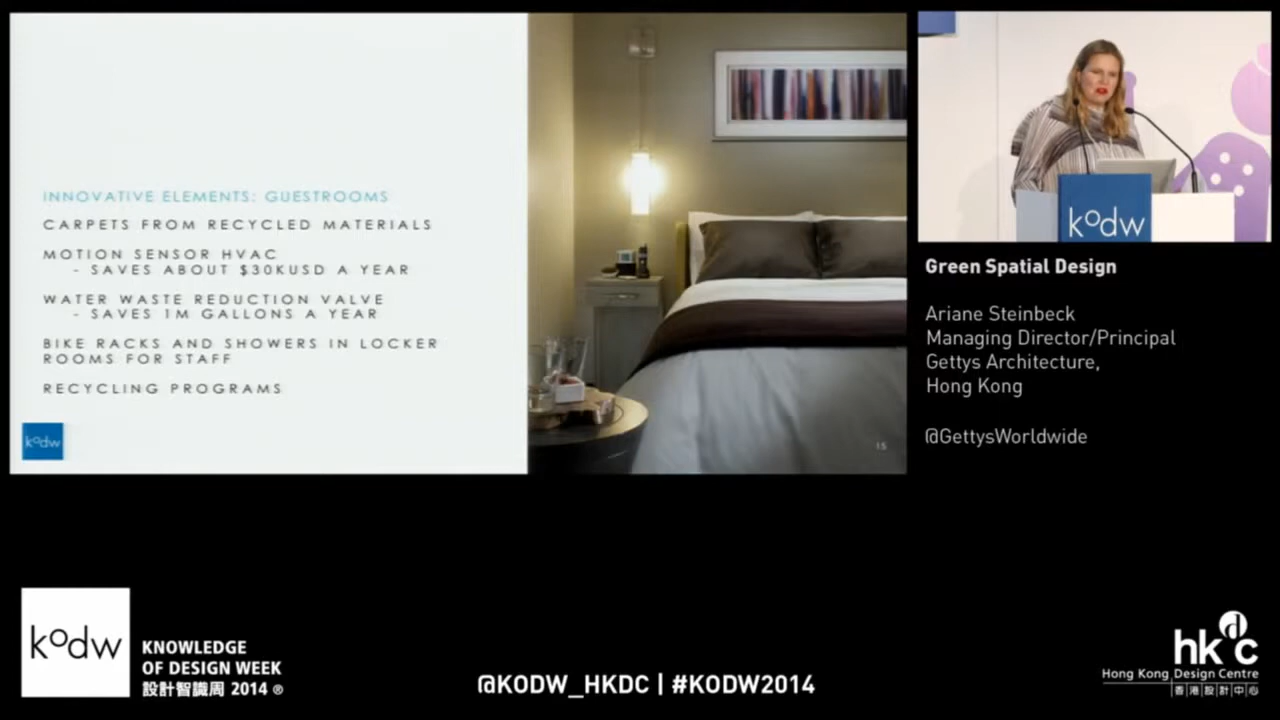 INNOVATIVE ELEMENTS: GUESTROOMS
CARPETS FROM RECYCLED MATERIALS
MOTION SENSOR HVAC
- SAVES ABOUT $30KUSD A YEAR
WATER WASTE REDUCTION VALVE
- SAVES 1M GALLONS A YEAR
BIKE RACKS AND SHOWERS IN LOCKER
ROOMS FOR STAFF
RECYCLING PROGRAMS
kodw
15
kodw
Green Spatial Design
Ariane Steinbeck
Managing Director/Principal
Gettys Architecture,
Hong Kong
@GettysWorldwide
kodw
KNOWLEDGE
OF DESIGN WEEK
設計智識周 2014 ®
@KODW_HKDC | #KODW2014
hkdc
Hong Kong Design Centre
香港設計中心